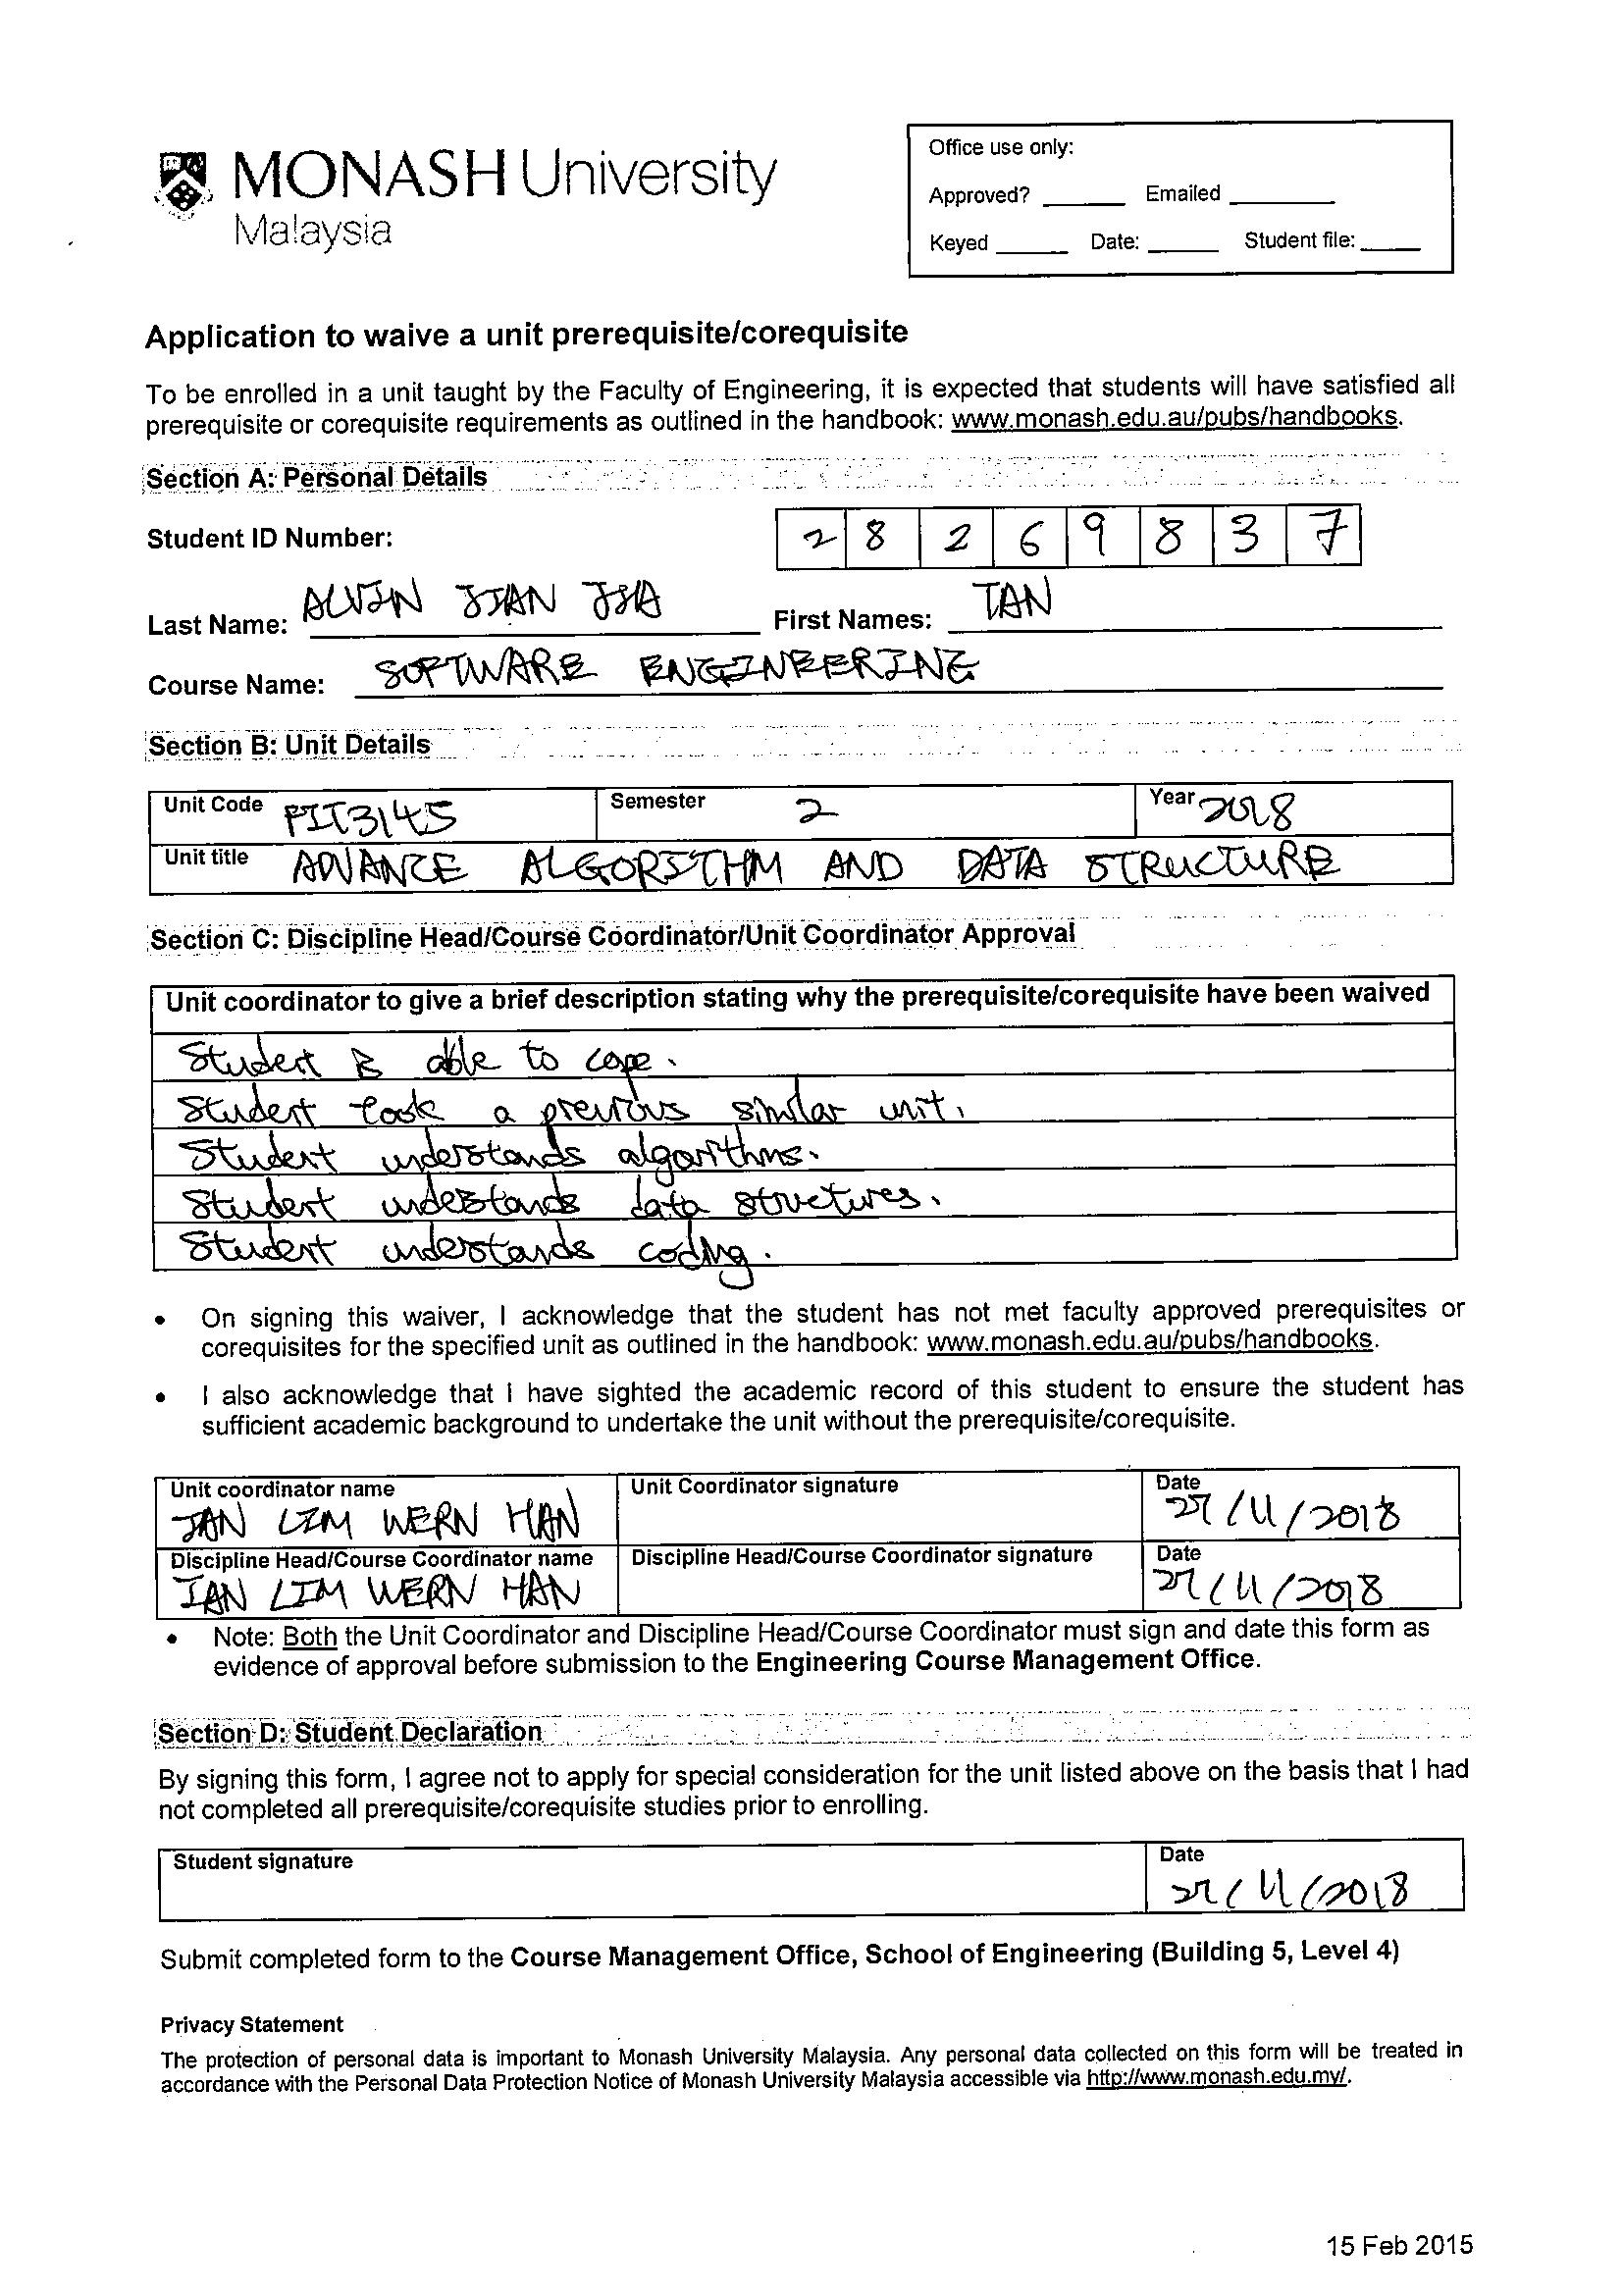 MONASH University
Malaysia
Office use only:
Approved? ______ Emailed ______
Keyed ______ Date: ______ Student file: ______
Application to waive a unit prerequisite/corequisite
To be enrolled in a unit taught by the Faculty of Engineering, it is expected that students will have satisfied all
prerequisite or corequisite requirements as outlined in the handbook: www.monash.edu.au/pubs/handbooks.
Section A: Personal Details
Student ID Number: 2 8 2 6 9 8 3 7
Last Name: ALVIN JIAN JIA First Names: TAN
Course Name: SOFTWARE ENGINEERING
Section B: Unit Details
Unit Code FIT3145 Semester 2 Year 2018
Unit title ADVANCE ALGORITHM AND DATA STRUCTURE
Section C: Discipline Head/Course Coordinator/Unit Coordinator Approval
Unit coordinator to give a brief description stating why the prerequisite/corequisite have been waived
Student is able to cope.
Student took a previous similar unit.
Student understands algorithms.
Student understands data structures.
Student understands coding.
• On signing this waiver, I acknowledge that the student has not met faculty approved prerequisites or
corequisites for the specified unit as outlined in the handbook: www.monash.edu.au/pubs/handbooks.
• I also acknowledge that I have sighted the academic record of this student to ensure the student has
sufficient academic background to undertake the unit without the prerequisite/corequisite.
Unit coordinator name Unit Coordinator signature Date
IAN LIM WERN HAN 27/11/2018
Discipline Head/Course Coordinator name Discipline Head/Course Coordinator signature Date
IAN LIM WERN HAN 27/11/2018
• Note: Both the Unit Coordinator and Discipline Head/Course Coordinator must sign and date this form as
evidence of approval before submission to the Engineering Course Management Office.
Section D: Student Declaration
By signing this form, I agree not to apply for special consideration for the unit listed above on the basis that I had
not completed all prerequisite/corequisite studies prior to enrolling.
Student signature Date
27/11/2018
Submit completed form to the Course Management Office, School of Engineering (Building 5, Level 4)
Privacy Statement
The protection of personal data is important to Monash University Malaysia. Any personal data collected on this form will be treated in
accordance with the Personal Data Protection Notice of Monash University Malaysia accessible via http://www.monash.edu.my/.
15 Feb 2015